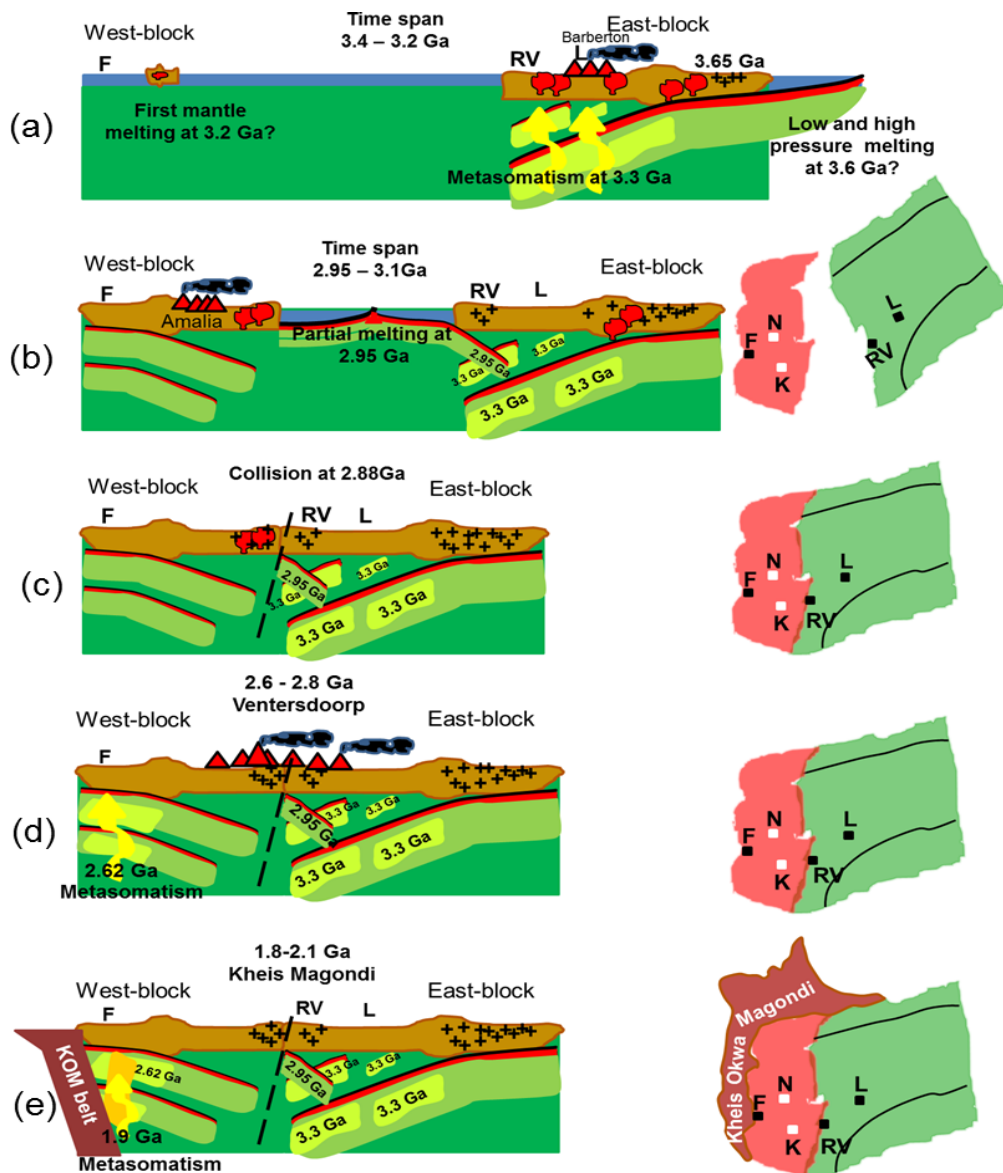 (a)
Time span
3.4 – 3.2 Ga
West-block
East-block
F
RV
Barberton
L
3.65 Ga
First mantle
melting at 3.2 Ga?
Metasomatism at 3.3 Ga
Low and high
pressure melting
at 3.6 Ga?
(b)
Time span
2.95 – 3.1Ga
West-block
East-block
F
RV
L
Amalia
Partial melting at
2.95 Ga
2.95 Ga
3.3 Ga
3.3 Ga
3.3 Ga
3.3 Ga
N
F
K
L
RV
(c)
Collision at 2.88Ga
West-block
East-block
F
RV
L
2.95 Ga
3.3 Ga
3.3 Ga
3.3 Ga
3.3 Ga
N
F
K
L
RV
(d)
2.6 - 2.8 Ga
Ventersdoorp
West-block
East-block
F
2.95 Ga
3.3 Ga
3.3 Ga
3.3 Ga
3.3 Ga
2.62 Ga
Metasomatism
N
F
K
L
RV
(e)
1.8-2.1 Ga
Kheis Magondi
West-block
East-block
F
RV
L
KOM belt
2.62 Ga
2.95 Ga
3.3 Ga
3.3 Ga
3.3 Ga
3.3 Ga
1.9 Ga
Metasomatism
Magondi
Kheis Okwa
N
F
K
L
RV